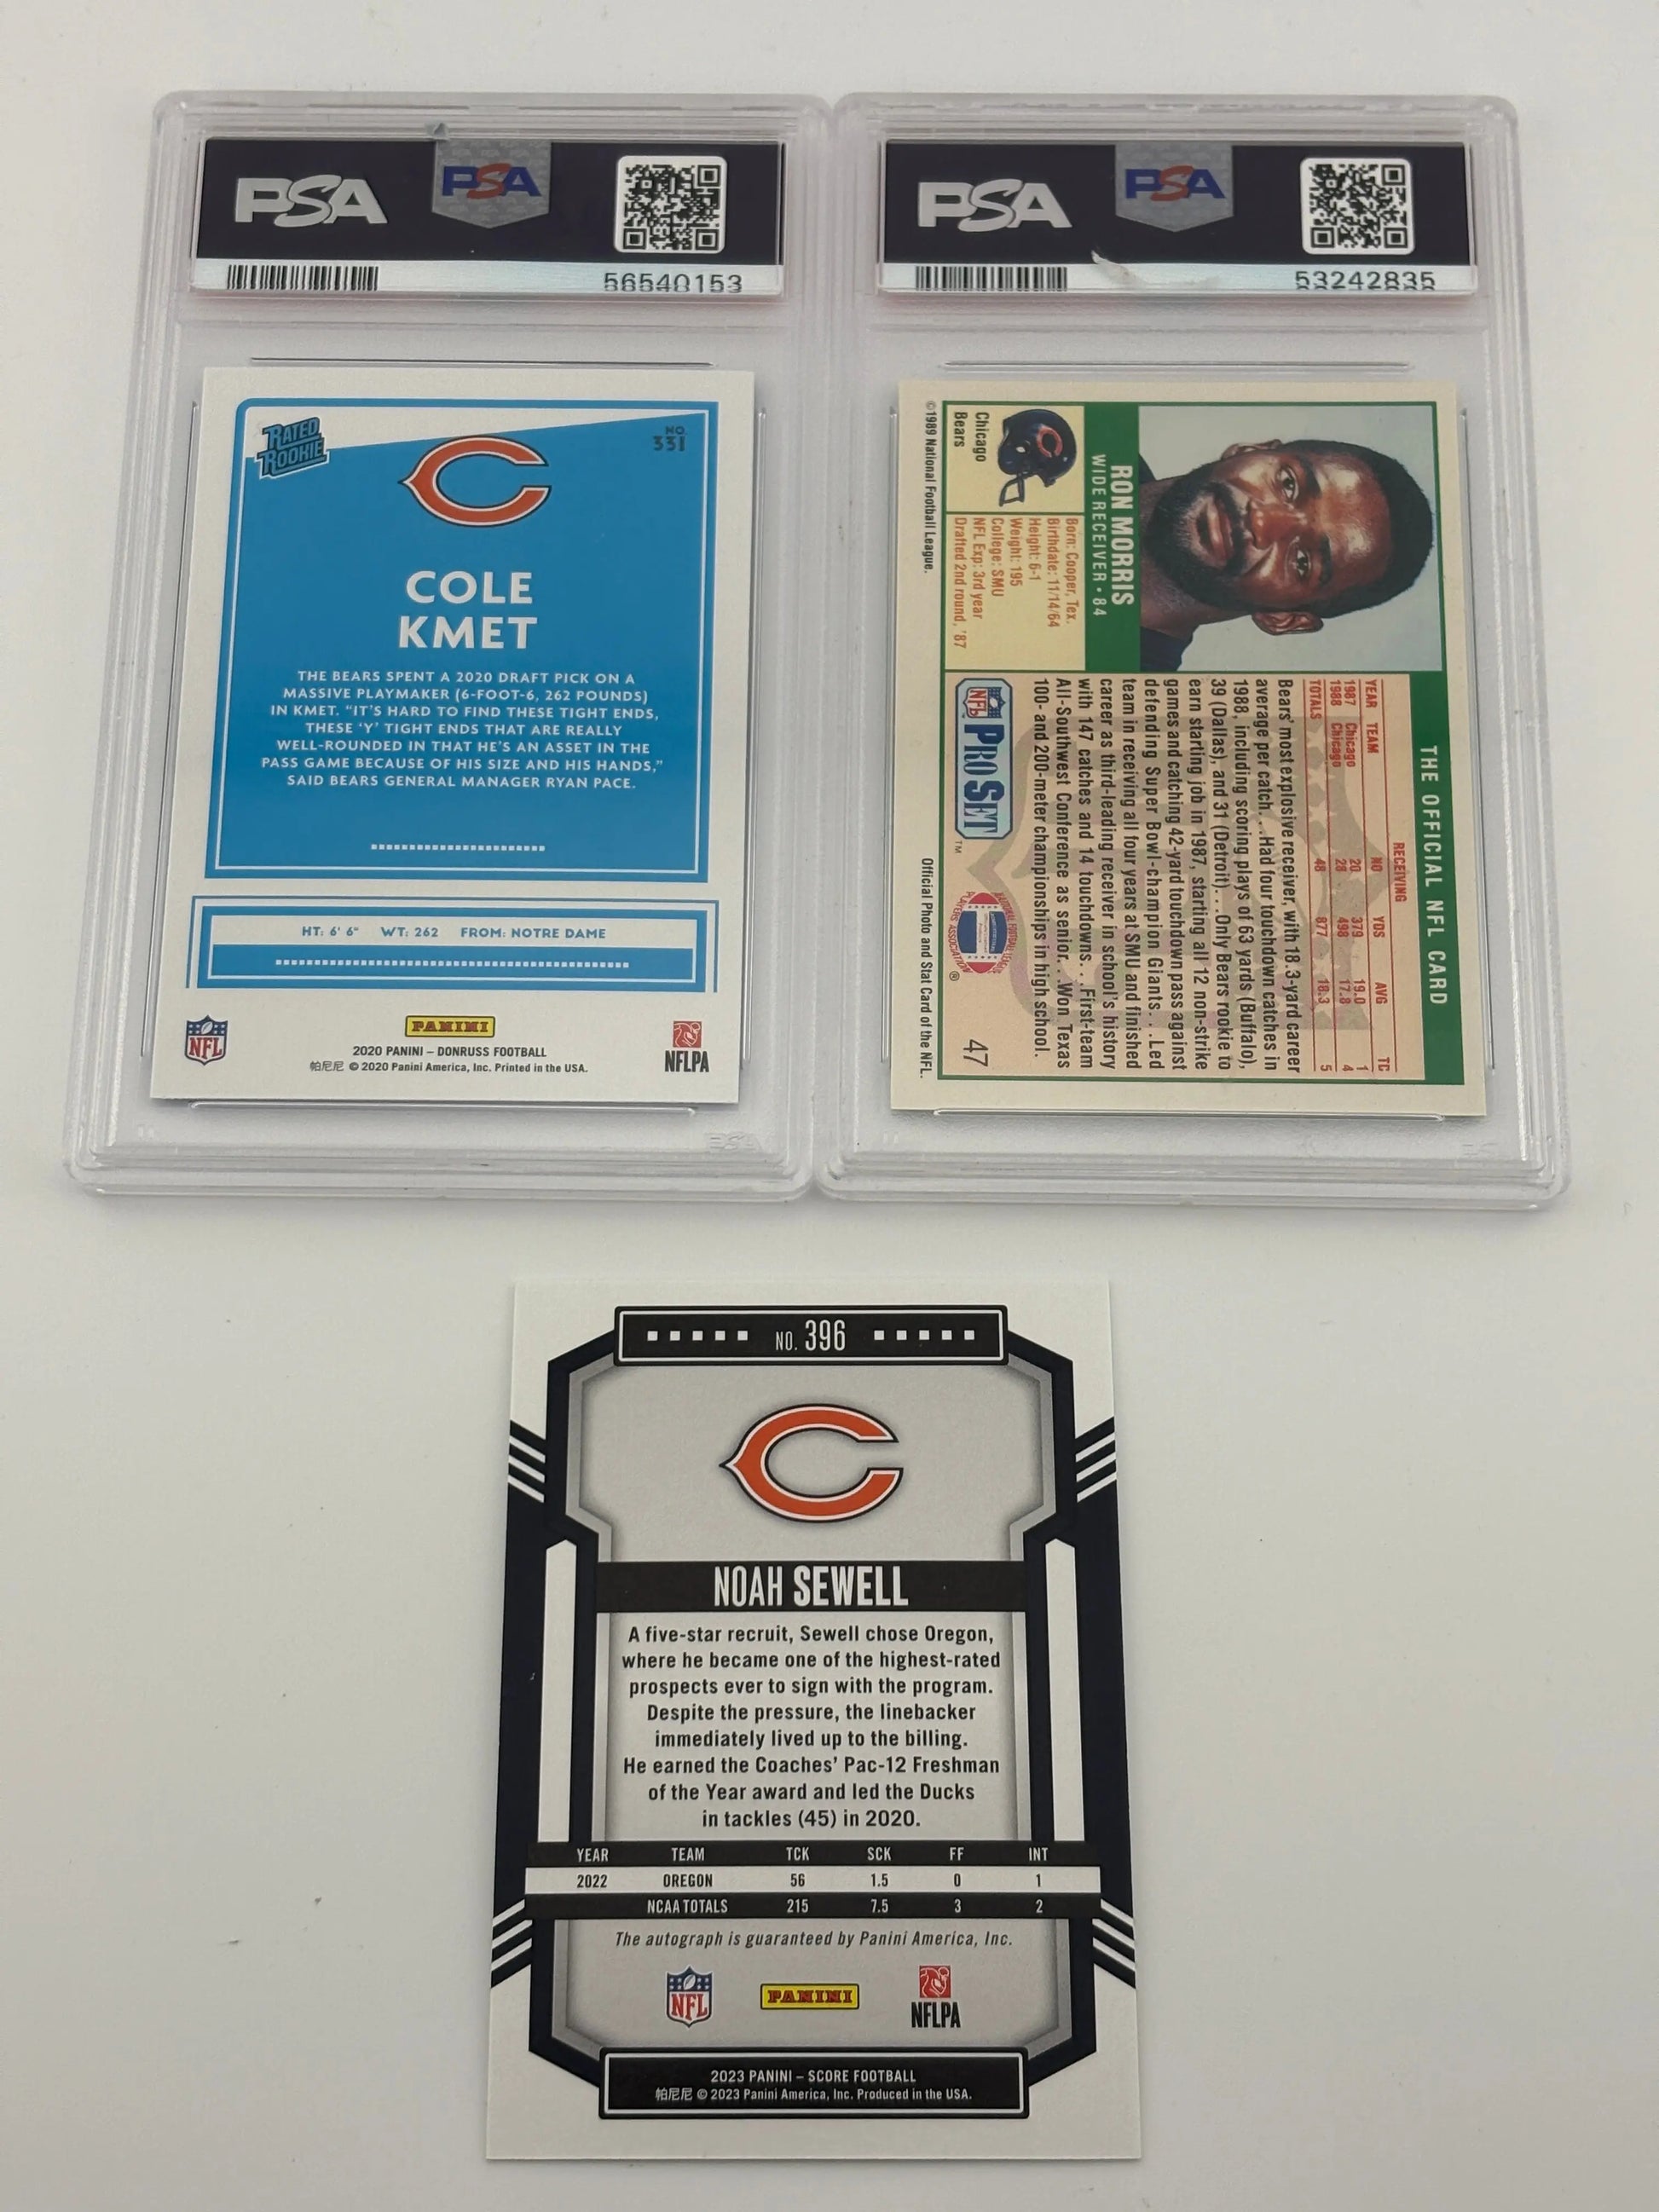 PSA
PSA
56540153
RATED
ROOKIE
NO.
331
COLE
KMET
THE BEARS SPENT A 2020 DRAFT PICK ON A
MASSIVE PLAYMAKER (6-FOOT-6, 262 POUNDS)
IN KMET. “IT'S HARD TO FIND THESE TIGHT ENDS,
THESE ‘Y’ TIGHT ENDS THAT ARE REALLY
WELL-ROUNDED IN THAT HE'S AN ASSET IN THE
PASS GAME BECAUSE OF HIS SIZE AND HIS HANDS,”
SAID BEARS GENERAL MANAGER RYAN PACE.
HT: 6' 6" WT: 262 FROM: NOTRE DAME
NFL
PANINI
NFLPA
2020 PANINI – DONRUSS FOOTBALL
帕尼尼 © 2020 Panini America, Inc. Printed in the USA.
PSA
PSA
53242835
THE OFFICIAL NFL CARD
RON MORRIS
WIDE RECEIVER • 84
Chicago
Bears
Born: Cooper, Tex.
Birthdate: 11/14/64
Height: 6-1
Weight: 195
College: SMU
NFL Exp: 3rd year
Drafted 2nd round, '87
©1989 National Football League.
RECEIVING
YEAR TEAM NO YDS AVG TD
1987 Chicago 20 379 19.0 1
1988 Chicago 28 498 17.8 4
TOTALS 48 877 18.3 5
Bears' most explosive receiver, with 18.3-yard career
average per catch . . .Had four touchdown catches in
1988, including scoring plays of 63 yards (Buffalo),
39 (Dallas), and 31 (Detroit). . .Only Bears rookie to
earn starting job in 1987, starting all 12 non-strike
games and catching 42-yard touchdown pass against
defending Super Bowl-champion Giants. . .Led
team in receiving all four years at SMU and finished
career as third-leading receiver in school's history
with 147 catches and 14 touchdowns. . .First-team
All-Southwest Conference as senior. . .Won Texas
100- and 200-meter championships in high school.
NFL PRO SET
TM
NATIONAL FOOTBALL LEAGUE
PLAYERS ASSOCIATION
®
47
Official Photo and Stat Card of the NFL.
NO. 396
NOAH SEWELL
A five-star recruit, Sewell chose Oregon,
where he became one of the highest-rated
prospects ever to sign with the program.
Despite the pressure, the linebacker
immediately lived up to the billing.
He earned the Coaches' Pac-12 Freshman
of the Year award and led the Ducks
in tackles (45) in 2020.
YEAR TEAM TCK SCK FF INT
2022 OREGON 56 1.5 0 1
NCAA TOTALS 215 7.5 3 2
The autograph is guaranteed by Panini America, Inc.
NFL
PANINI
NFLPA
2023 PANINI – SCORE FOOTBALL
帕尼尼 © 2023 Panini America, Inc. Produced in the USA.